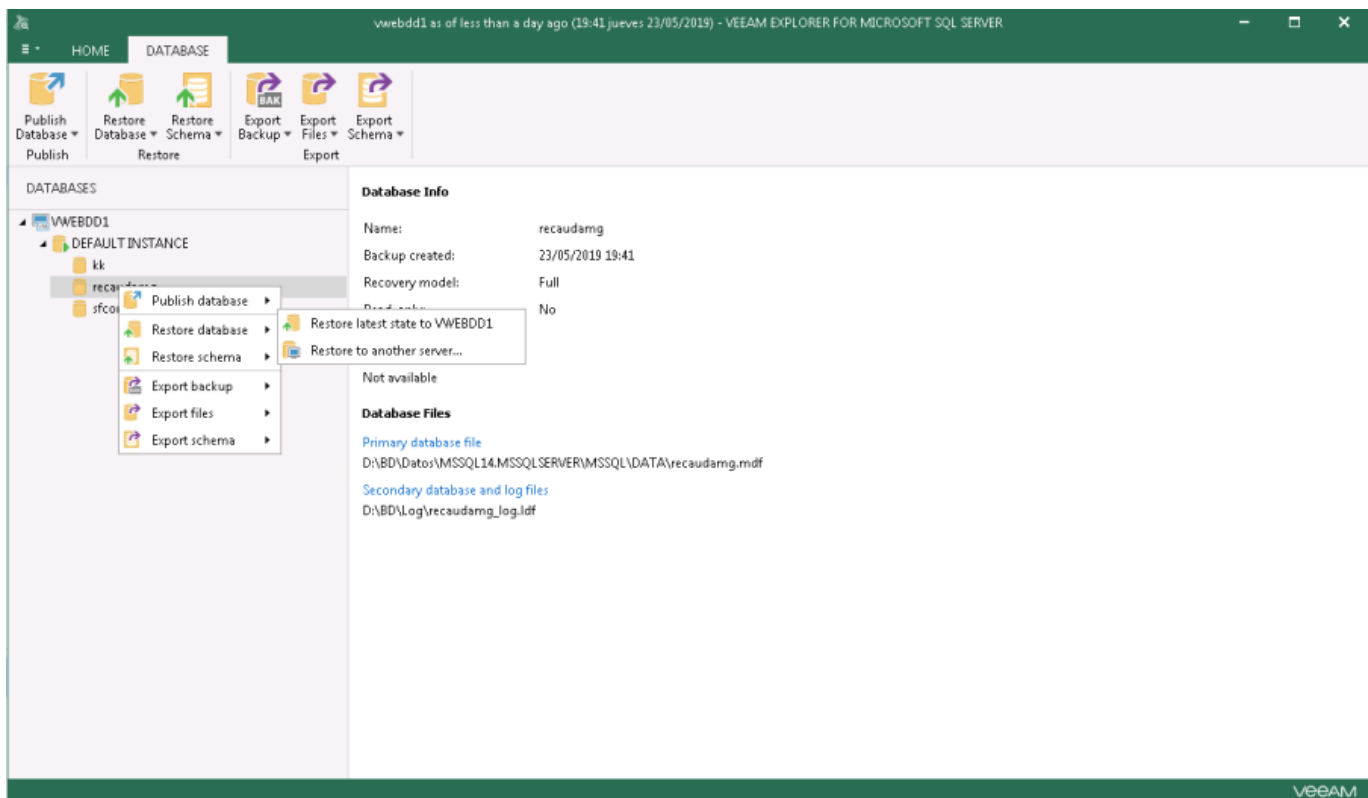 vwebdd1 as of less than a day ago (19:41 jueves 23/05/2019) - VEEAM EXPLORER FOR MICROSOFT SQL SERVER
HOME DATABASE
Publish Database
Restore Database
Restore Schema
BAK
Export Backup
Export Files
Export Schema
Publish Restore Export
DATABASES
VWEBDD1
DEFAULT INSTANCE
kk
Publish database
Restore database
Restore schema
Export backup
Export files
Export schema
Restore latest state to VWEBDD1
Restore to another server...
Database Info
Name: recaudamg
Backup created: 23/05/2019 19:41
Recovery model: Full
No
Not available
Database Files
Primary database file
D:\BD\Datos\MSSQL14.MSSQLSERVER\MSSQL\DATA\recaudamg.mdf
Secondary database and log files
D:\BD\Log\recaudamg_log.ldf
VEEAM